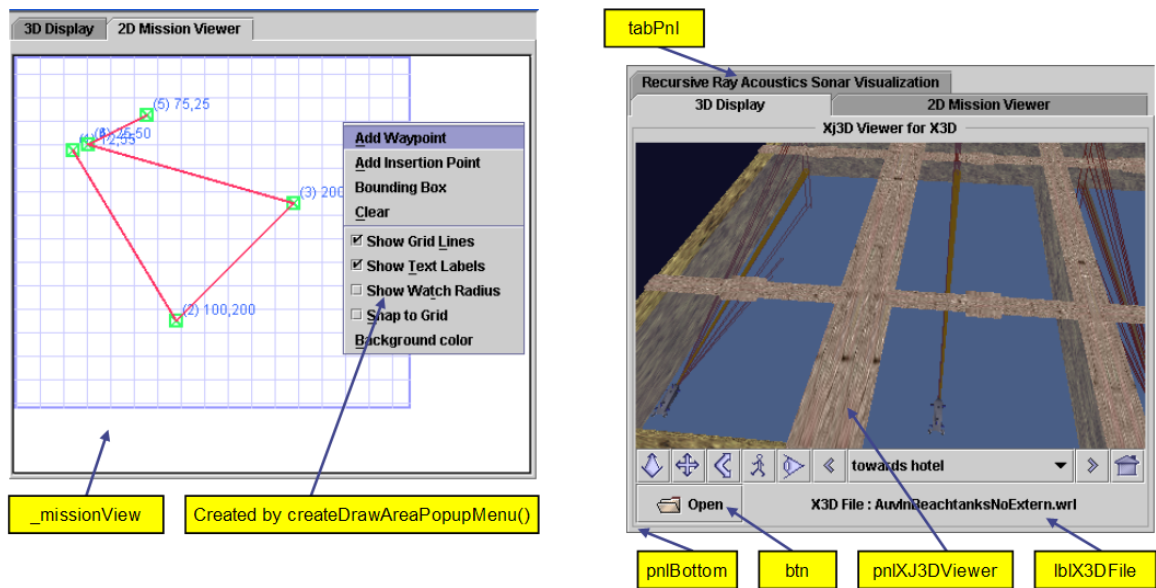 3D Display
2D Mission Viewer
(5) 75,25
(3) 200
(2) 100,200
Add Waypoint
Add Insertion Point
Bounding Box
Clear
Show Grid Lines
Show Text Labels
Show Watch Radius
Snap to Grid
Background color
_missionView
Created by createDrawAreaPopupMenu()
tabPnl
Recursive Ray Acoustics Sonar Visualization
3D Display
2D Mission Viewer
Xj3D Viewer for X3D
towards hotel
Open
X3D File : AuvInBeachtanksNoExtern.wrl
pnlBottom
btn
pnlXJ3DViewer
lblX3DFile